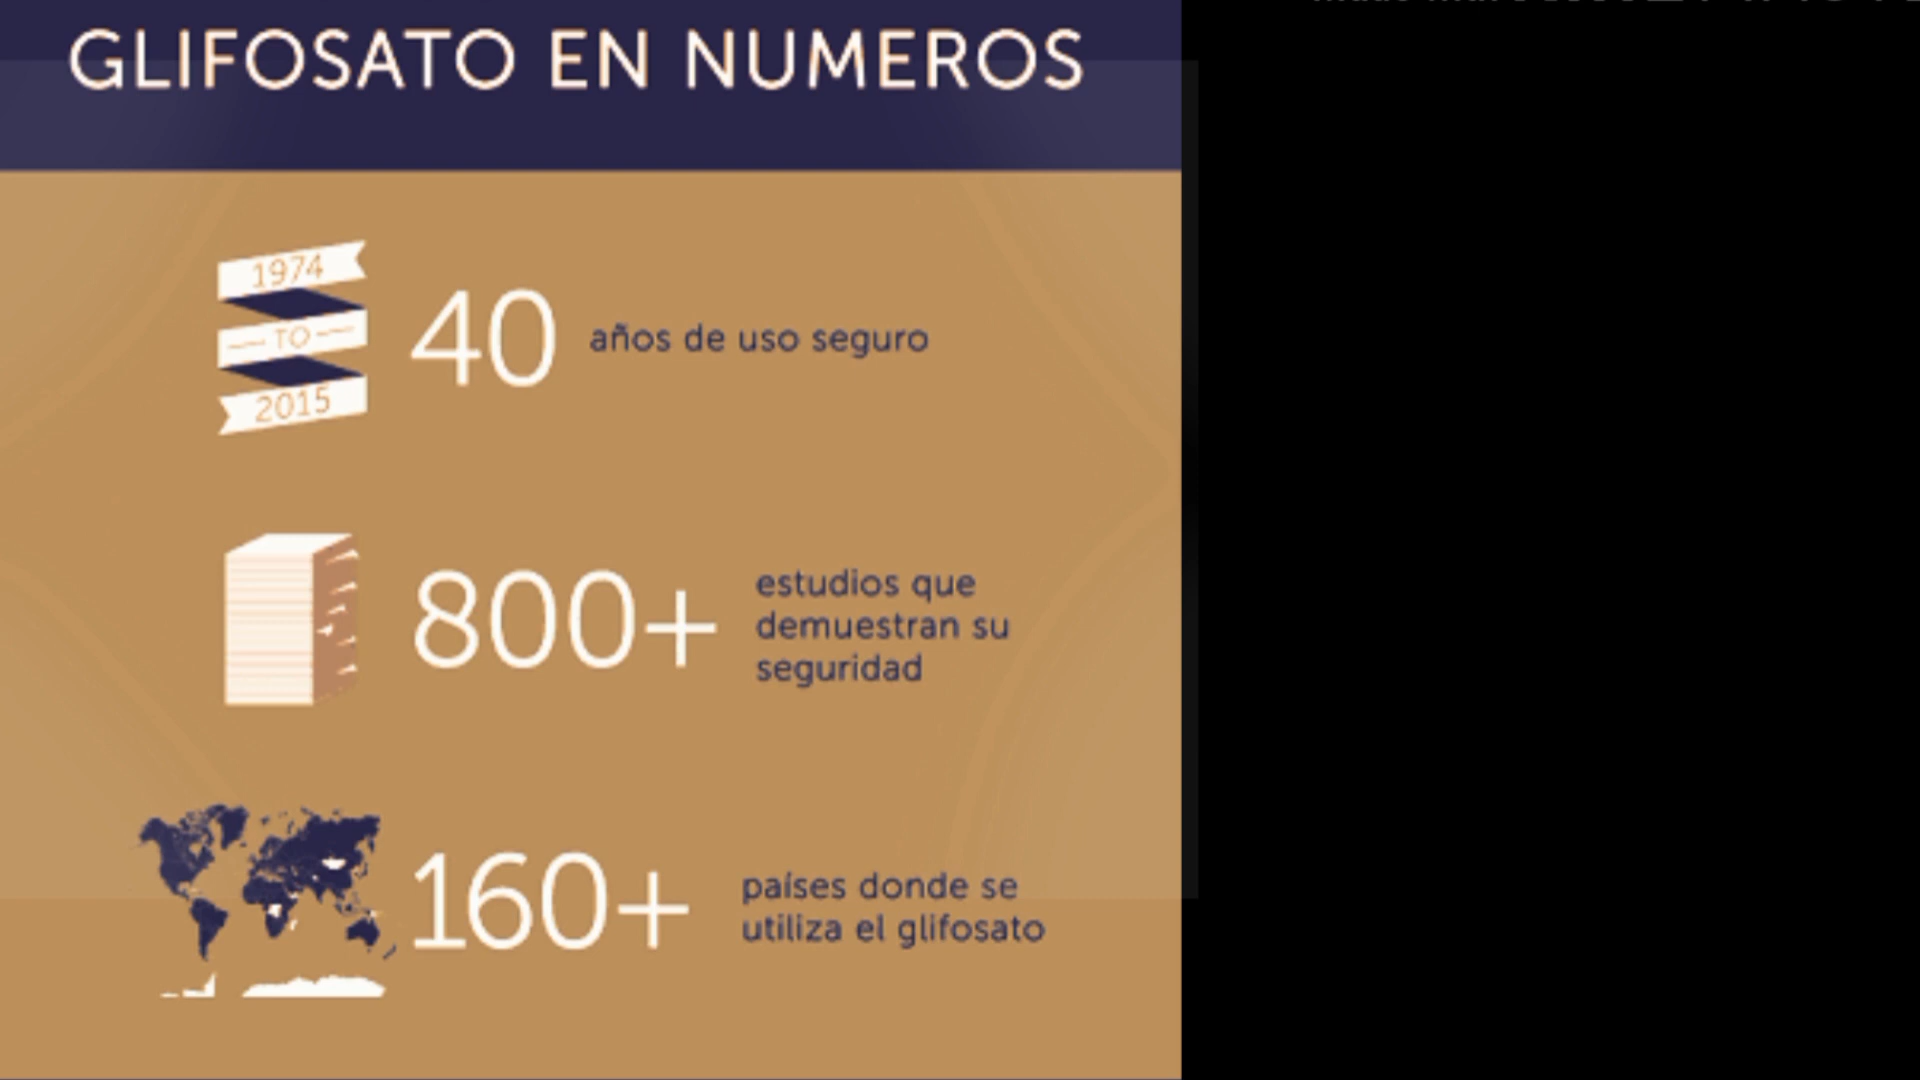 GLIFOSATO EN NUMEROS
1974
TO
2015
40
años de uso seguro
800+
estudios que
demuestran su
seguridad
160+
países donde se
utiliza el glifosato